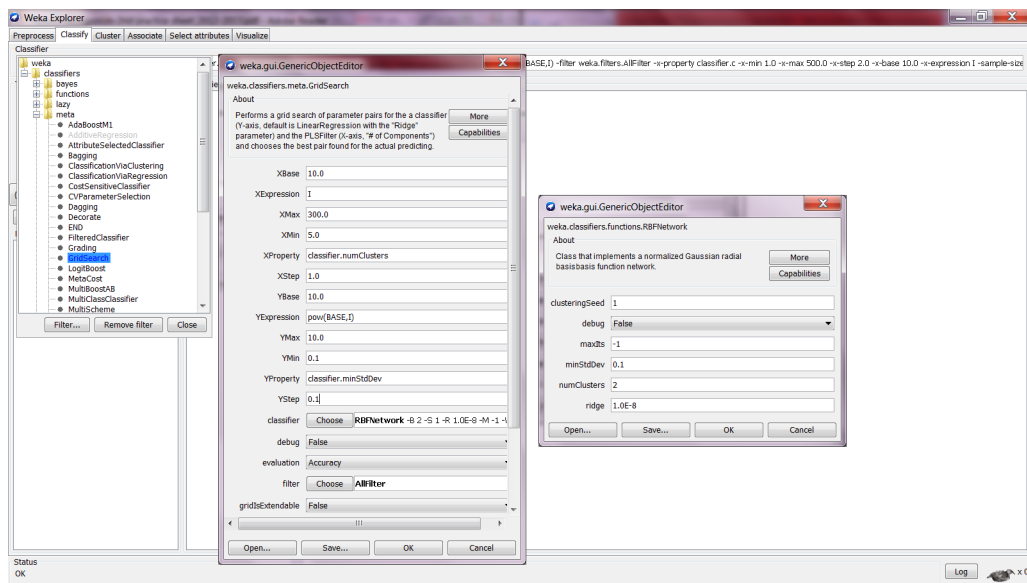 Weka Explorer
Preprocess Classify Cluster Associate Select attributes Visualize
Classifier
weka
classifiers
bayes
functions
lazy
meta
AdaBoostM1
AdditiveRegression
AttributeSelectedClassifier
Bagging
ClassificationViaClustering
ClassificationViaRegression
CostSensitiveClassifier
CVParameterSelection
Dagging
Decorate
END
FilteredClassifier
Grading
GridSearch
LogitBoost
MetaCost
MultiBoostAB
MultiClassClassifier
MultiScheme
Filter... Remove filter Close
BASE,I) -filter weka.filters.AllFilter -x-property classifier.c -x-min 1.0 -x-max 500.0 -x-step 2.0 -x-base 10.0 -x-expression I -sample-size
weka.gui.GenericObjectEditor
weka.classifiers.meta.GridSearch
About
Performs a grid search of parameter pairs for the a classifier
(Y-axis, default is LinearRegression with the "Ridge"
parameter) and the PLSFilter (X-axis, "# of Components")
and chooses the best pair found for the actual predicting.
More
Capabilities
XBase 10.0
XExpression I
XMax 300.0
XMin 5.0
XProperty classifier.numClusters
XStep 1.0
YBase 10.0
YExpression pow(BASE,I)
YMax 10.0
YMin 0.1
YProperty classifier.minStdDev
YStep 0.1
classifier Choose RBFNetwork -B 2 -S 1 -R 1.0E-8 -M -1
debug False
evaluation Accuracy
filter Choose AllFilter
gridIsExtendable False
Open... Save... OK Cancel
weka.gui.GenericObjectEditor
weka.classifiers.functions.RBFNetwork
About
Class that implements a normalized Gaussian radial
basisbasis function network.
More
Capabilities
clusteringSeed 1
debug False
maxIts -1
minStdDev 0.1
numClusters 2
ridge 1.0E-8
Open... Save... OK Cancel
Status
OK
Log
x 0